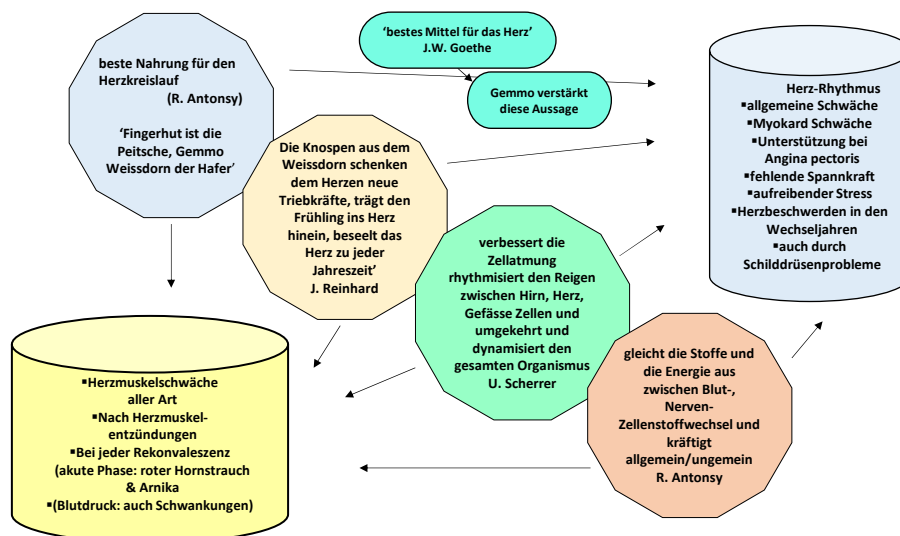 beste Nahrung für den
Herzkreislauf
(R. Antonsy)
‘Fingerhut ist die
Peitsche, Gemmo
Weissdorn der Hafer’
‘bestes Mittel für das Herz’
J.W. Goethe
Gemmo verstärkt
diese Aussage
Die Knospen aus dem
Weissdorn schenken
dem Herzen neue
Triebkräfte, trägt den
Frühling ins Herz
hinein, beseelt das
Herz zu jeder
Jahreszeit’
J. Reinhard
verbessert die
Zellatmung
rhythmisiert den Reigen
zwischen Hirn, Herz,
Gefässe Zellen und
umgekehrt und
dynamisiert den
gesamten Organismus
U. Scherrer
gleicht die Stoffe und
die Energie aus
zwischen Blut-,
Nerven-
Zellenstoffwechsel und
kräftigt
allgemein/ungemein
R. Antonsy
Herz-Rhythmus
▪allgemeine Schwäche
▪Myokard Schwäche
▪Unterstützung bei
Angina pectoris
▪fehlende Spannkraft
▪aufreibender Stress
▪Herzbeschwerden in den
Wechseljahren
▪auch durch
Schilddrüsenprobleme
▪Herzmuskelschwäche
aller Art
▪Nach Herzmuskel-
entzündungen
▪Bei jeder Rekonvaleszenz
(akute Phase: roter Hornstrauch
& Arnika
▪(Blutdruck: auch Schwankungen)